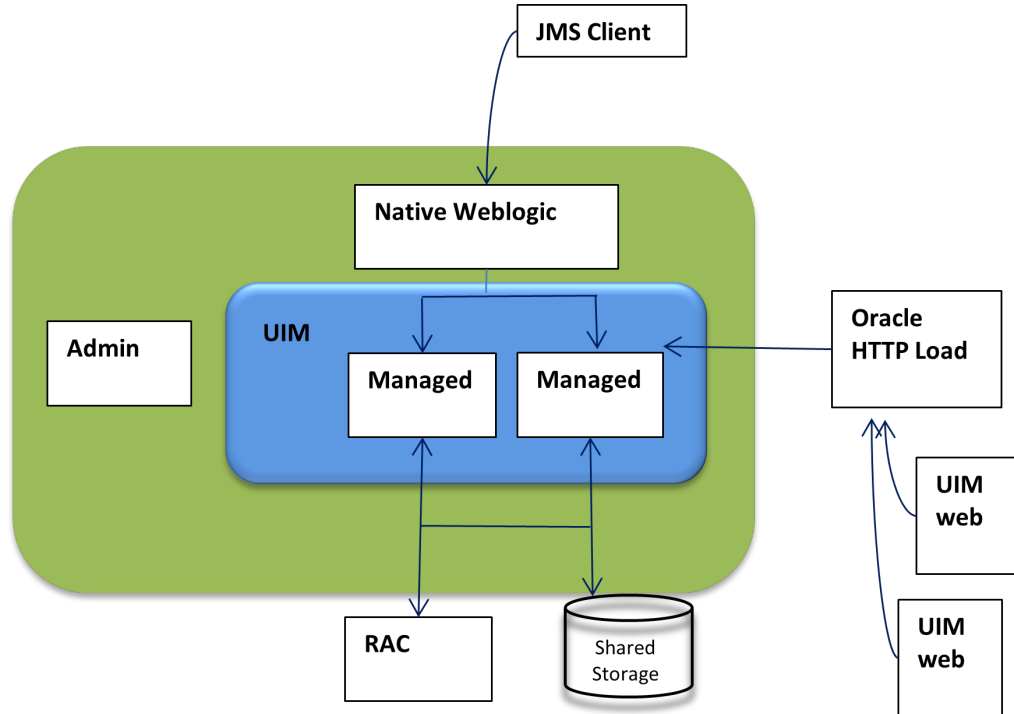 JMS Client
Native Weblogic
UIM
Admin
Managed
Managed
Oracle
HTTP Load
UIM
web
UIM
web
RAC
Shared
Storage